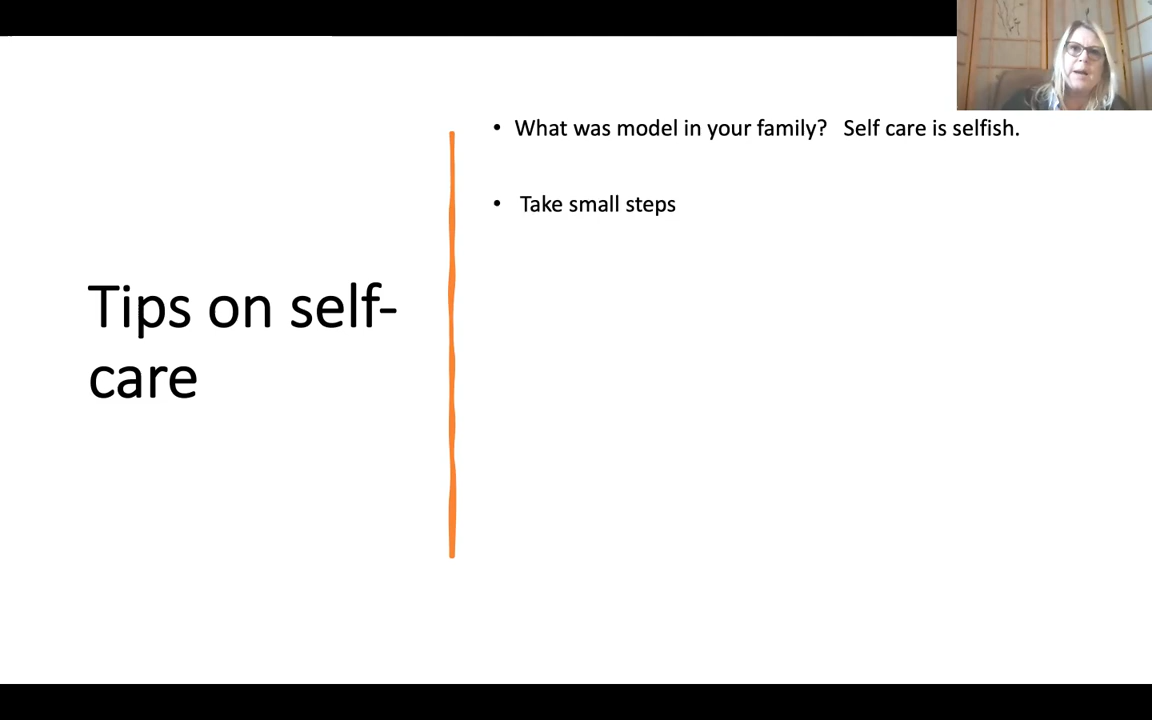 Tips on self-
care
• What was model in your family?   Self care is selfish.
• Take small steps